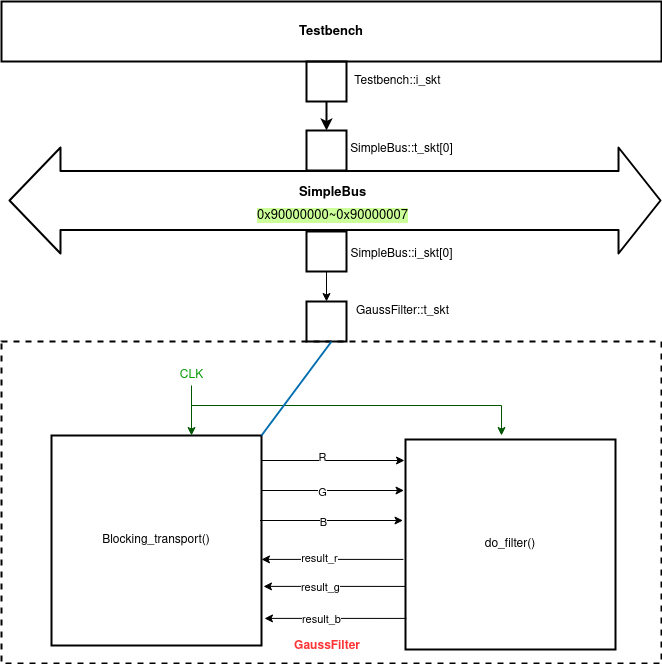 Testbench
Testbench::i_skt
SimpleBus::t_skt[0]
SimpleBus
0x90000000~0x90000007
SimpleBus::i_skt[0]
GaussFilter::t_skt
CLK
R
G
B
Blocking_transport()
do_filter()
result_r
result_g
result_b
GaussFilter